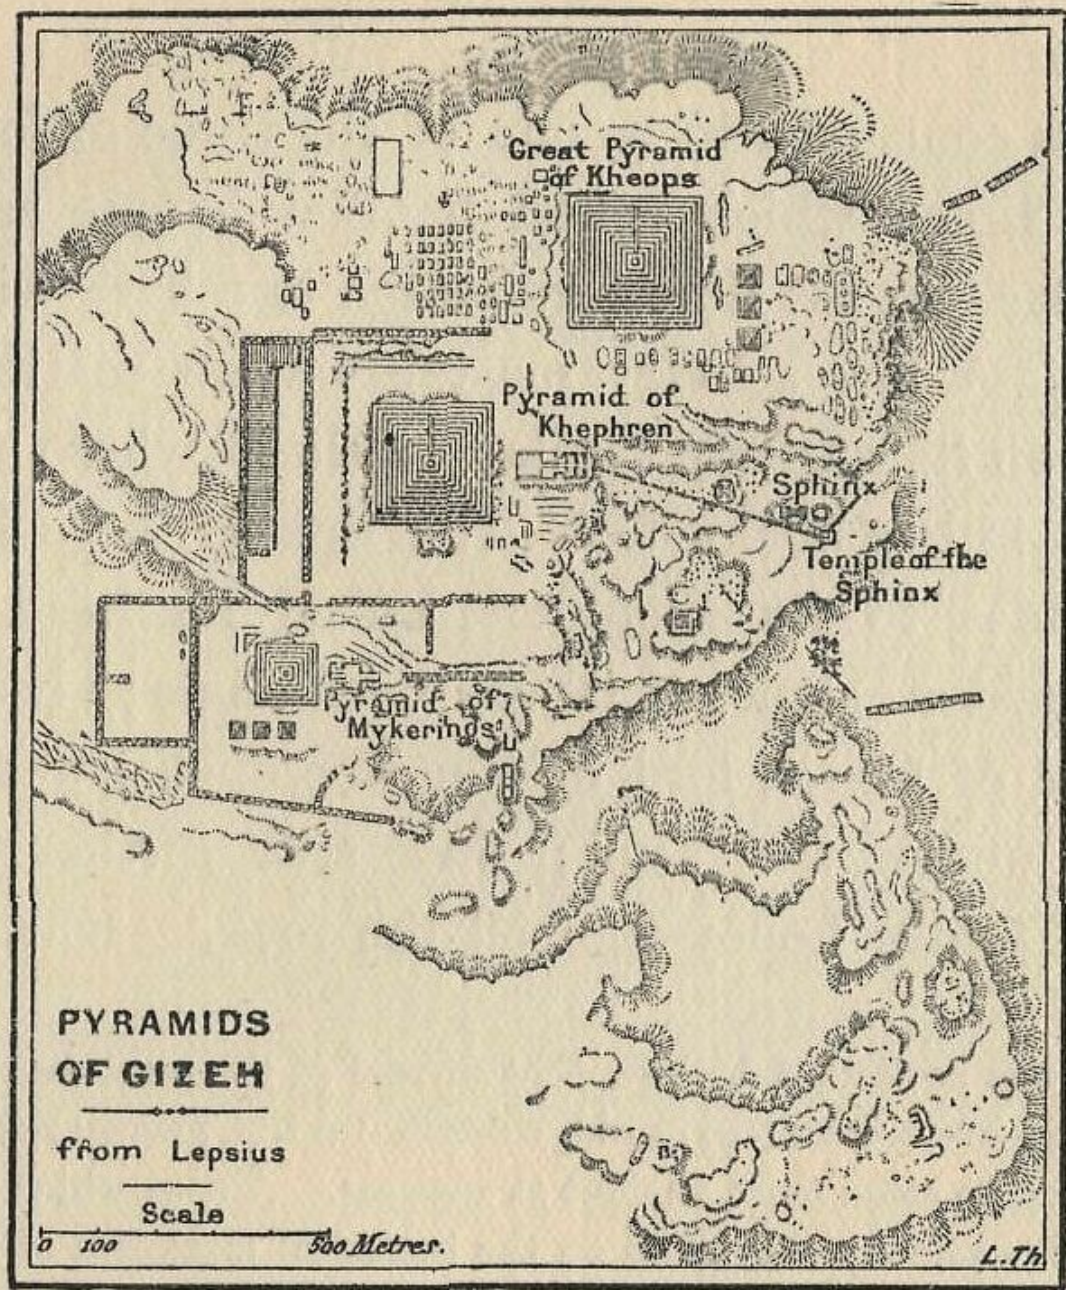 Great Pyramid
of Kheops
Pyramid of
Khephren
Sphinx
Temple of the
Sphinx
Pyramid of
Mykerinos
PYRAMIDS
OF GIZEH
from Lepsius
Scale
0 100 500 Metres.
L. Th.